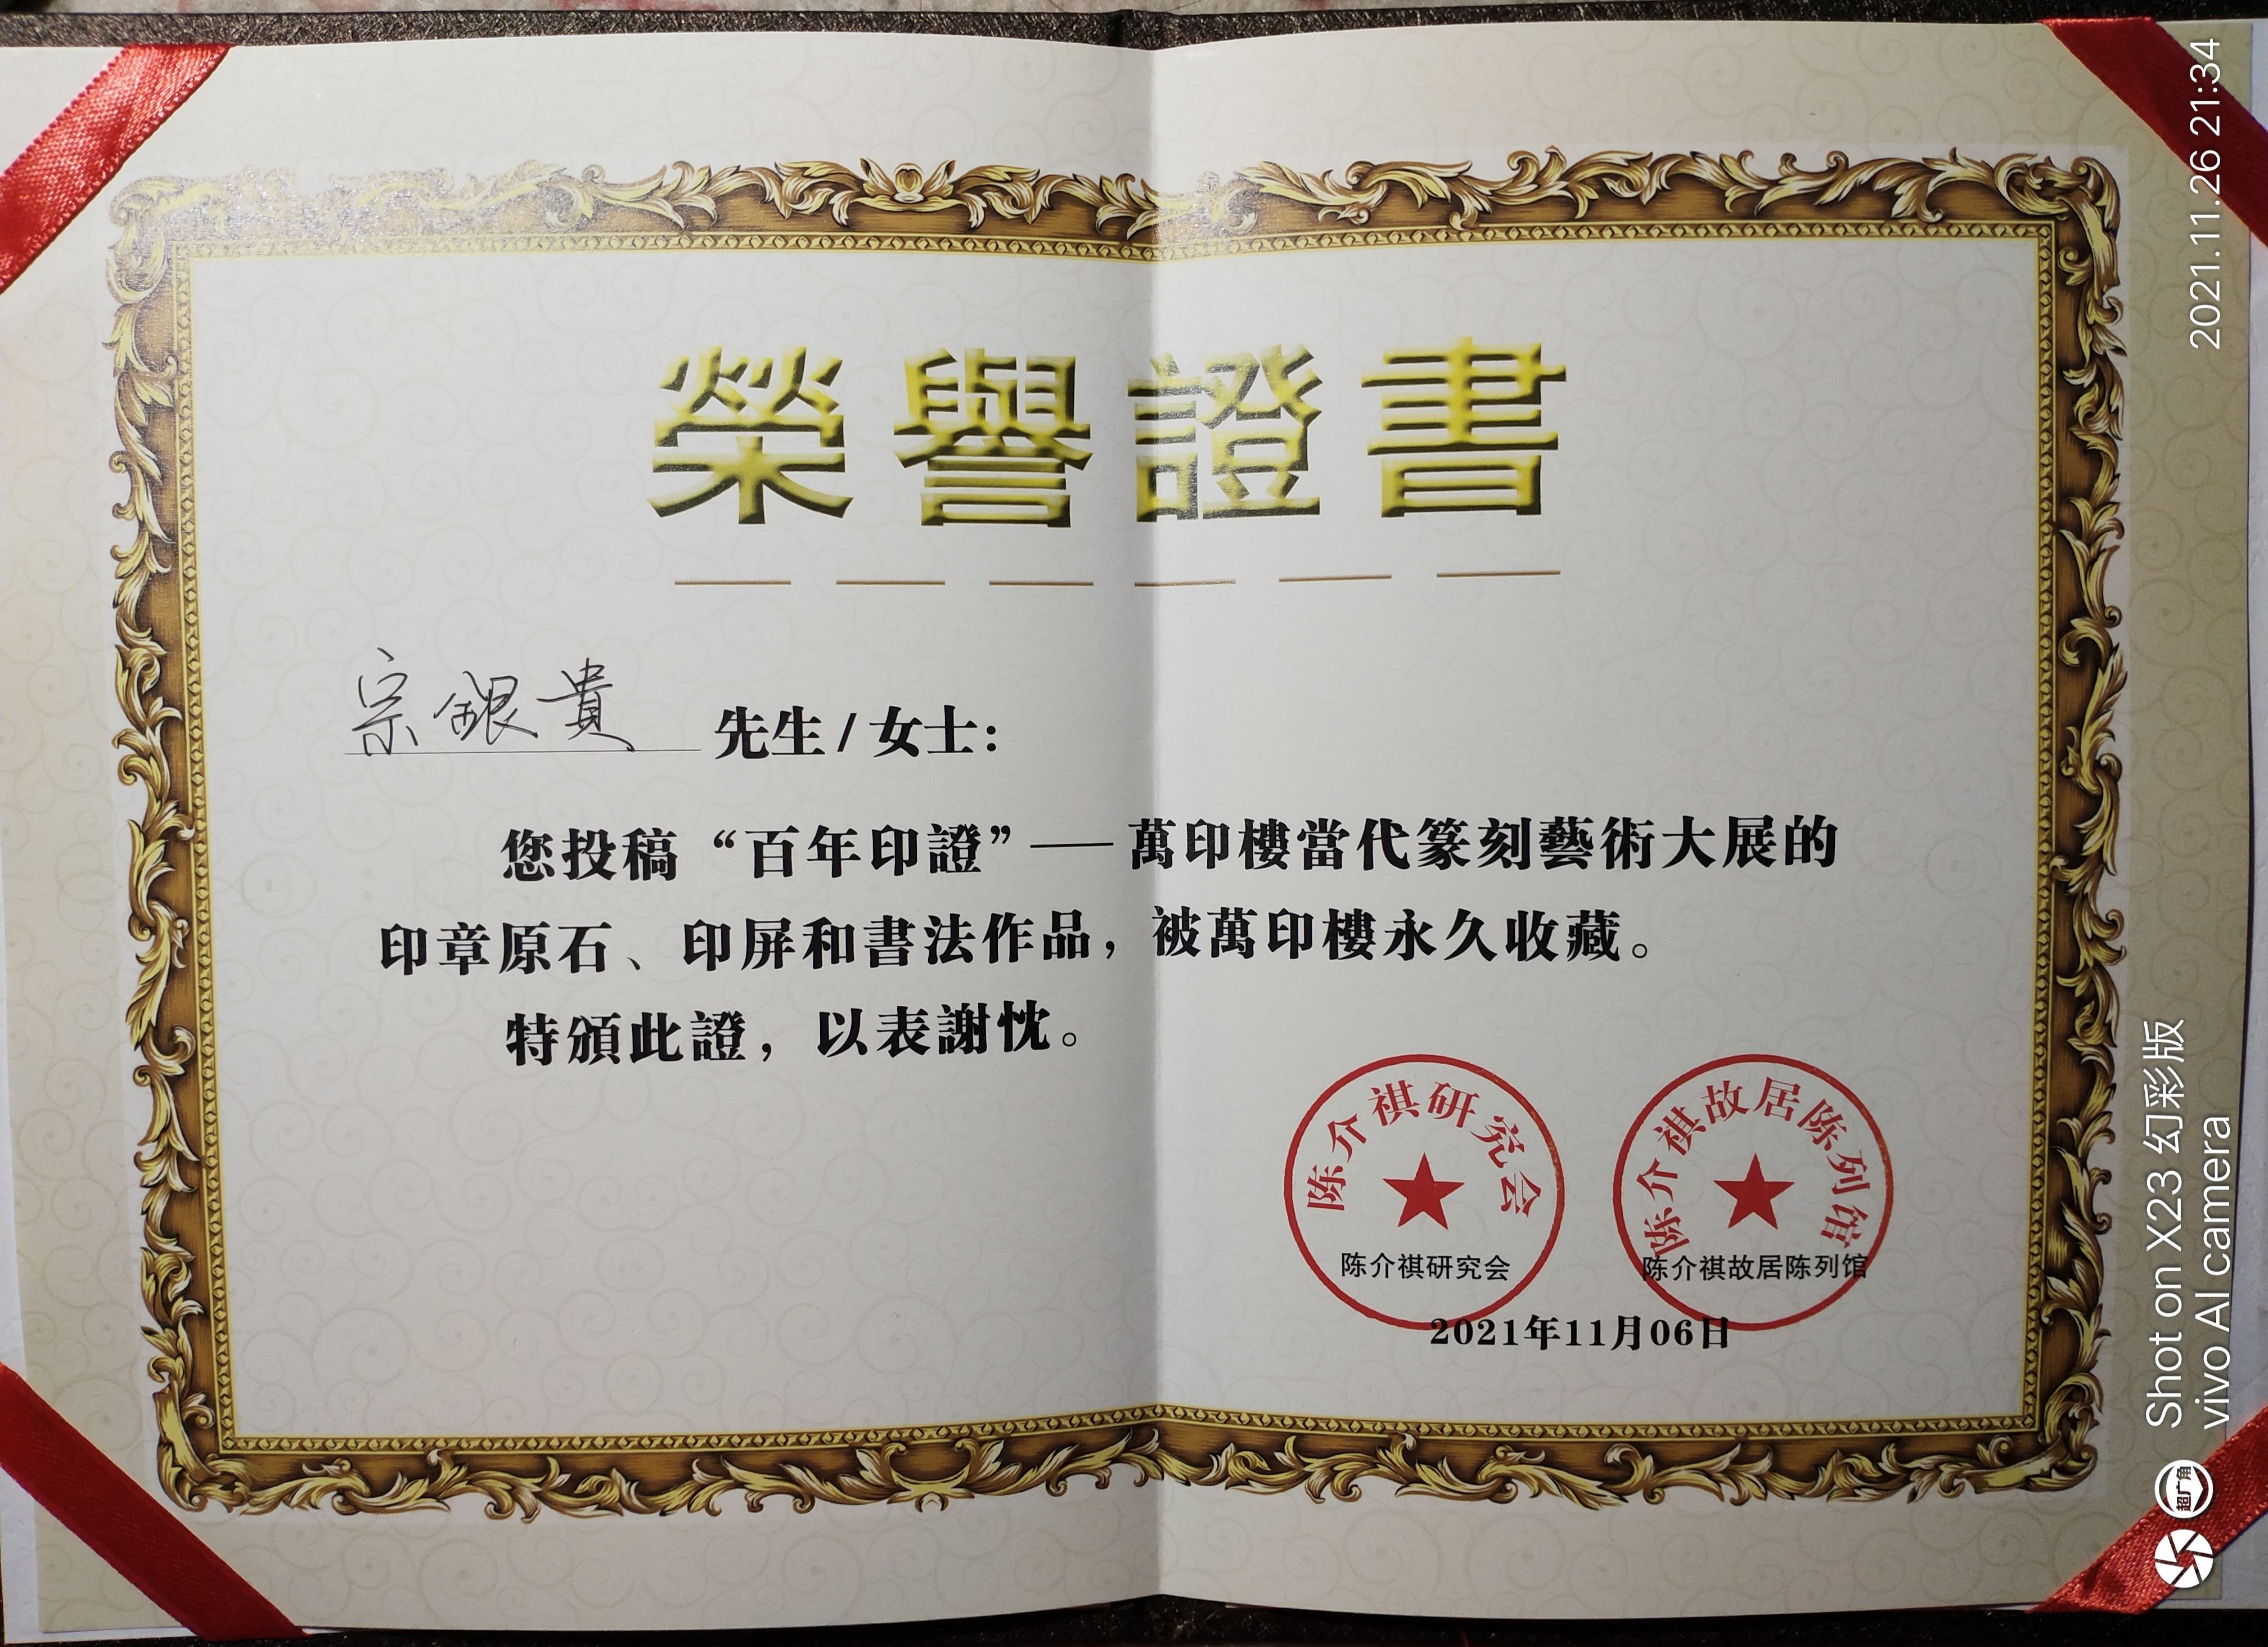 榮譽證書
宗銀貴 先生/女士：
您投稿“百年印證”——萬印樓當代篆刻藝術大展的
印章原石、印屏和書法作品，被萬印樓永久收藏。
特頒此證，以表謝忱。
陈介祺研究会
陈介祺故居陈列馆
陈介祺研究会
陈介祺故居陈列馆
2021年11月06日
2021.11.26 21:34
Shot on X23 幻彩版
vivo AI camera
超广角